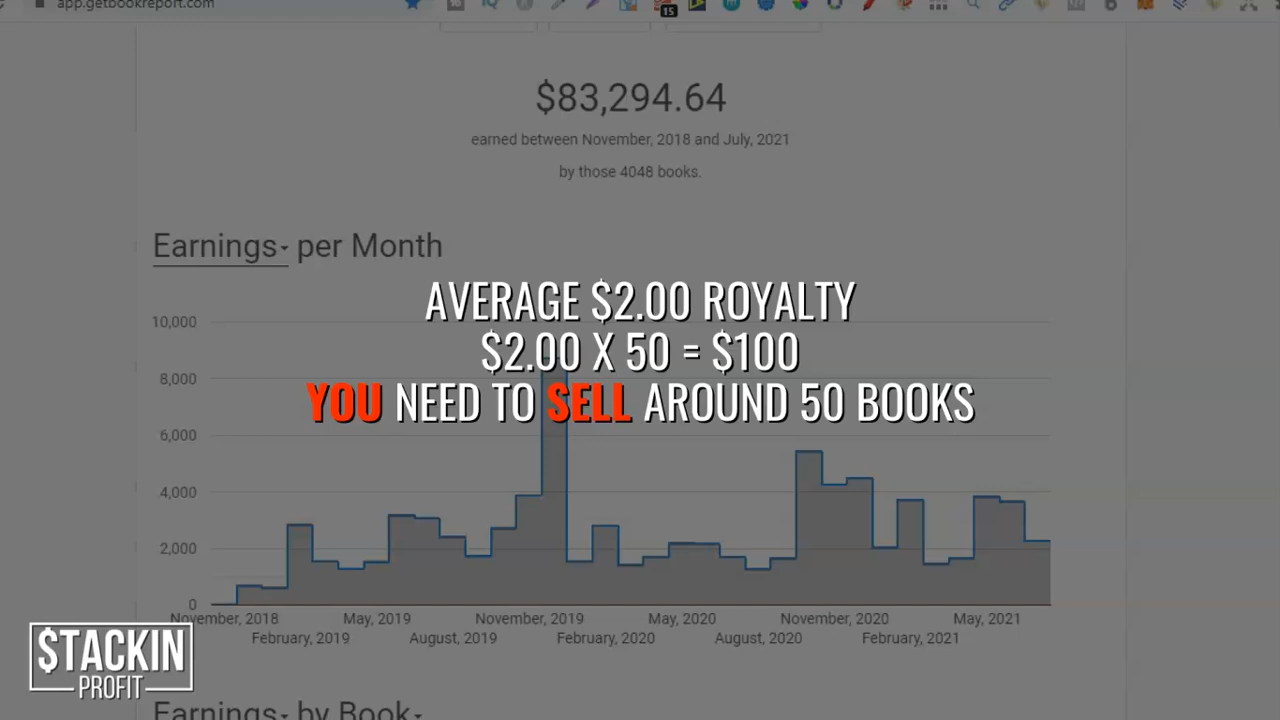 app.getbookreport.com
15
$83,294.64
earned between November, 2018 and July, 2021
by those 4048 books.
Earnings per Month
AVERAGE $2.00 ROYALTY
$2.00 X 50 = $100
YOU NEED TO SELL AROUND 50 BOOKS
10,000
8,000
6,000
4,000
2,000
0
November, 2018
February, 2019
May, 2019
August, 2019
November, 2019
February, 2020
May, 2020
August, 2020
November, 2020
February, 2021
May, 2021
$TACKIN
PROFIT
Earnings by Book